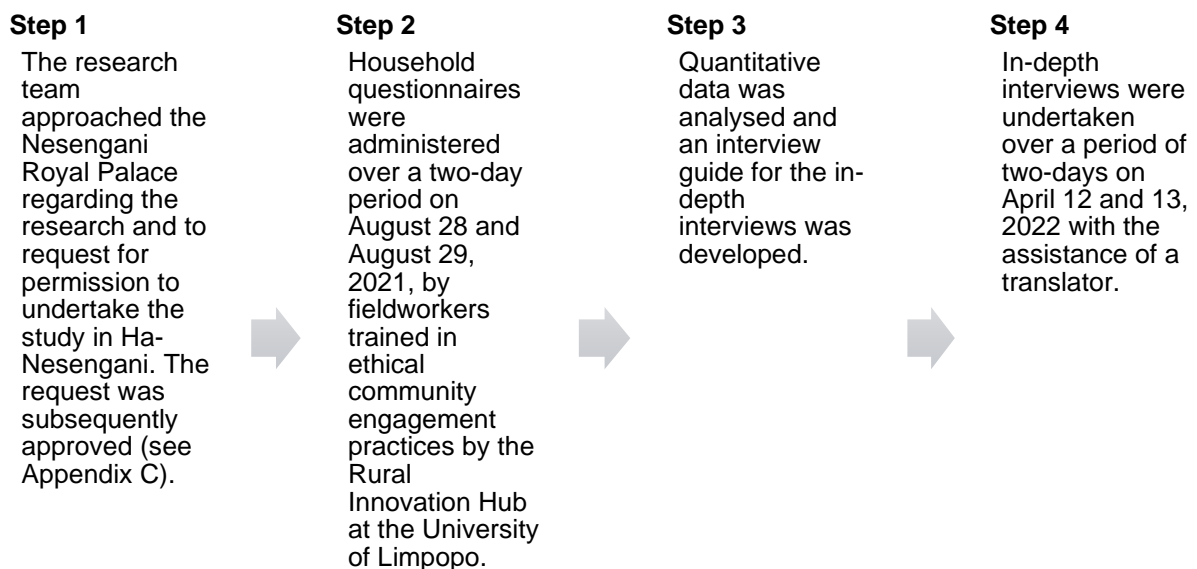 Step 1
The research
team
approached the
Nesengani
Royal Palace
regarding the
research and to
request for
permission to
undertake the
study in Ha-
Nesengani. The
request was
subsequently
approved (see
Appendix C).
Step 2
Household
questionnaires
were
administered
over a two-day
period on
August 28 and
August 29,
2021, by
fieldworkers
trained in
ethical
community
engagement
practices by the
Rural
Innovation Hub
at the University
of Limpopo.
Step 3
Quantitative
data was
analysed and
an interview
guide for the in-
depth
interviews was
developed.
Step 4
In-depth
interviews were
undertaken
over a period of
two-days on
April 12 and 13,
2022 with the
assistance of a
translator.